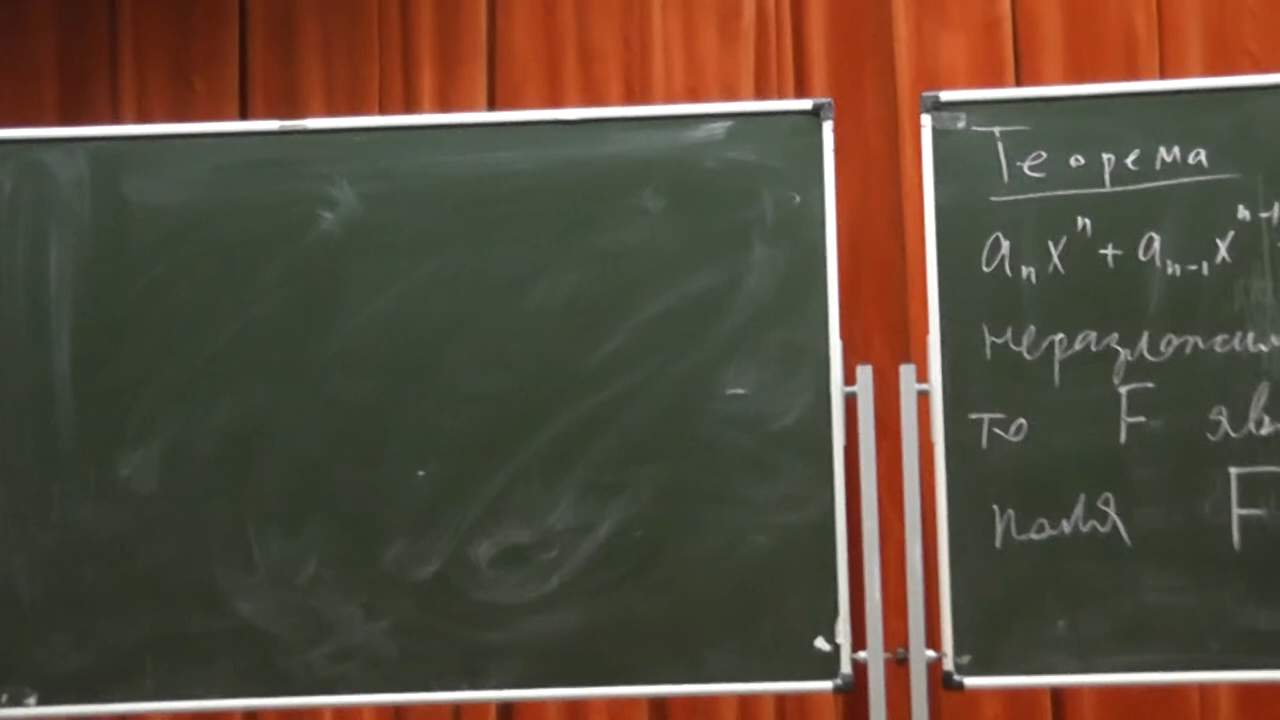 Теорема
aₙxⁿ + aₙ₋₁xⁿ⁻¹
неразложим
то F яв
поля F